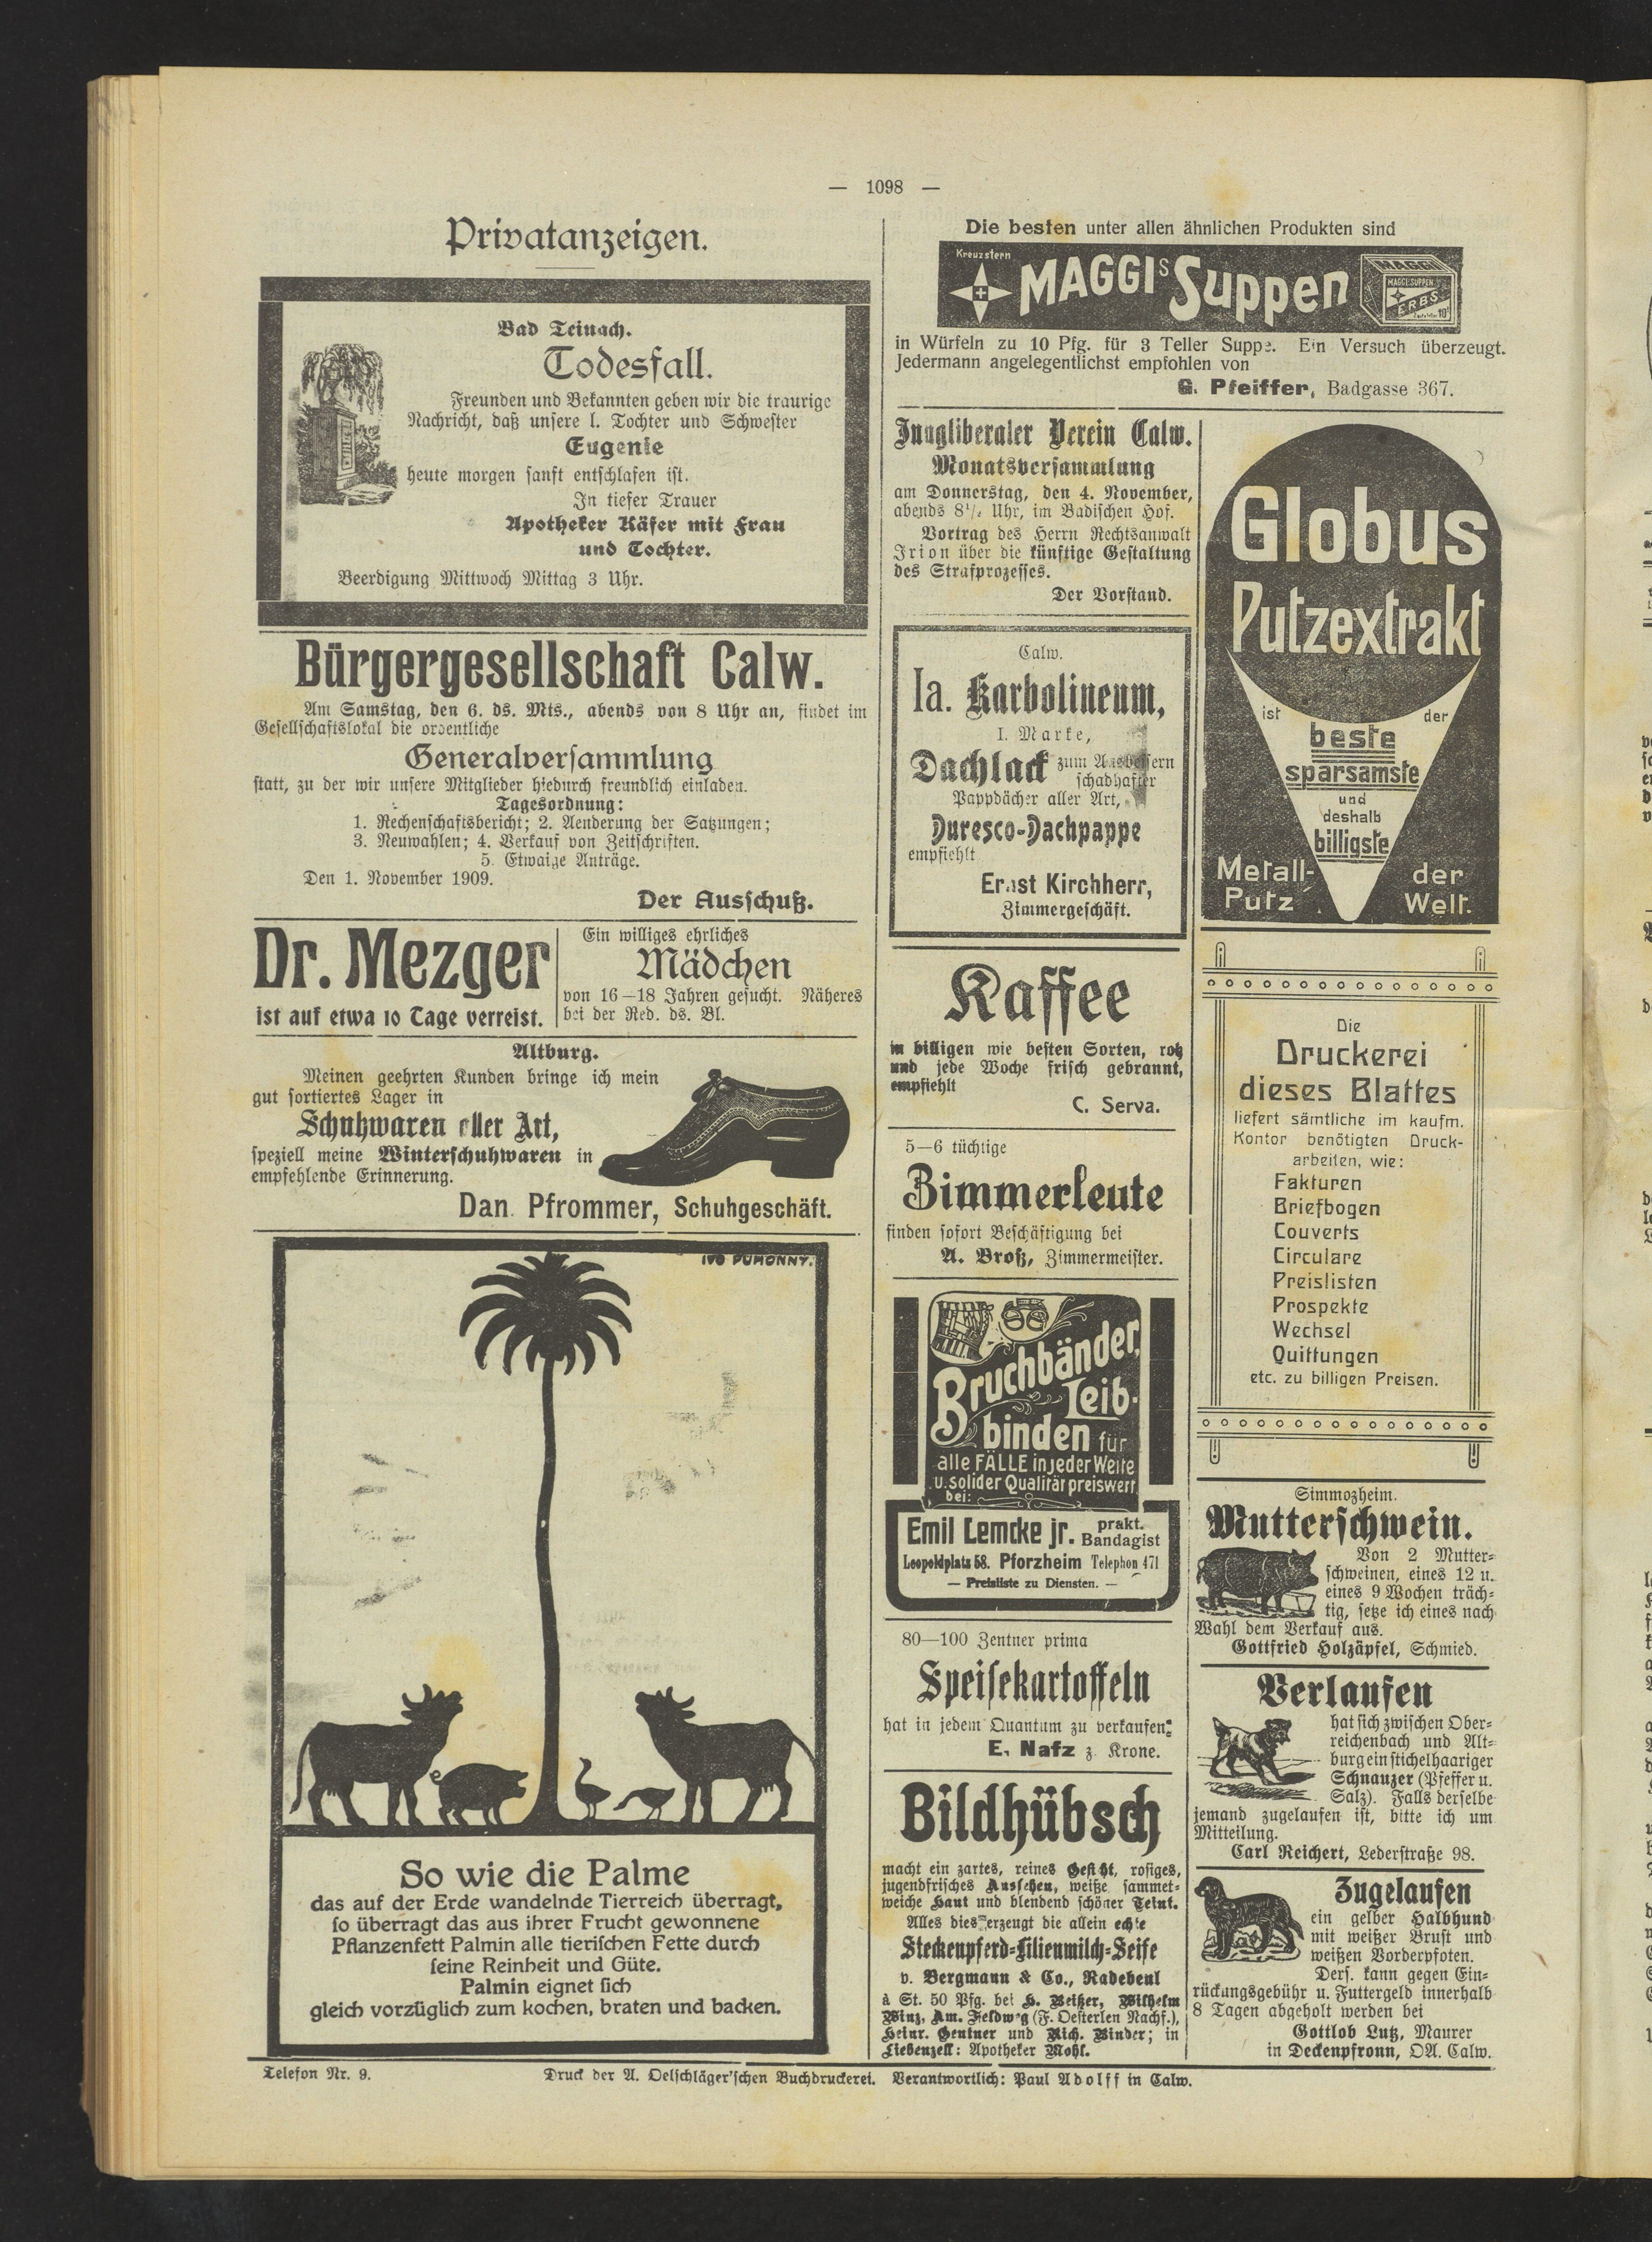 — 1098 —
Privatanzeigen.
Bad Teinach.
Todesfall.
Freunden und Bekannten geben wir die traurige
Nachricht, daß unsere l. Tochter und Schwester
Eugenie
heute morgen sanft entschlafen ist.
In tiefer Trauer
Apotheker Käfer mit Frau
und Tochter.
Beerdigung Mittwoch Mittag 3 Uhr.
Bürgergesellschaft Calw.
Am Samstag, den 6. ds. Mts., abends von 8 Uhr an, findet im
Gesellschaftslokal die ordentliche
Generalversammlung
statt, zu der wir unsere Mitglieder hiedurch freundlich einladen.
Tagesordnung:
1. Rechenschaftsbericht; 2. Aenderung der Satzungen;
3. Neuwahlen; 4. Verkauf von Zeitschriften.
5. Etwaige Anträge.
Den 1. November 1909.
Der Ausschuß.
Dr. Mezger
ist auf etwa 10 Tage verreist.
Ein williges ehrliches
Mädchen
von 16—18 Jahren gesucht. Näheres
bei der Red. ds. Bl.
Altburg.
Meinen geehrten Kunden bringe ich mein
gut sortiertes Lager in
Schuhwaren aller Art,
speziell meine Winterschuhwaren in
empfehlende Erinnerung.
Dan. Pfrommer, Schuhgeschäft.
IVO PUHONNY.
So wie die Palme
das auf der Erde wandelnde Tierreich überragt,
so überragt das aus ihrer Frucht gewonnene
Pflanzenfett Palmin alle tierischen Fette durch
seine Reinheit und Güte.
Palmin eignet sich
gleich vorzüglich zum kochen, braten und backen.
Die besten unter allen ähnlichen Produkten sind
Kreuzstern
MAGGIs Suppen
MAGGI
MAGGI-SUPPEN
ERBS
10
in Würfeln zu 10 Pfg. für 3 Teller Suppe. Ein Versuch überzeugt.
Jedermann angelegentlichst empfohlen von
G. Pfeiffer, Badgasse 367.
Jungliberaler Verein Calw.
Monatsversammlung
am Donnerstag, den 4. November,
abends 8¹/₄ Uhr, im Badischen Hof.
Vortrag des Herrn Rechtsanwalt
Irion über die künftige Gestaltung
des Strafprozesses.
Der Vorstand.
Calw.
Ia. Karbolineum,
I. Marke,
Dachlack zum Ausbessern
schadhafter
Pappdächer aller Art,
Duresco-Dachpappe
empfiehlt
Ernst Kirchherr,
Zimmergeschäft.
Kaffee
in billigen wie besten Sorten, roh
und jede Woche frisch gebrannt,
empfiehlt
C. Serva.
5—6 tüchtige
Zimmerleute
finden sofort Beschäftigung bei
A. Broß, Zimmermeister.
Bruchbänder,
Leib-
binden für
alle FÄLLE in jeder Weite
u. solider Qualität preiswert
bei:
Emil Lemcke jr. prakt.
Bandagist
Leopoldplatz 58. Pforzheim Telephon 471
— Preisliste zu Diensten. —
80—100 Zentner prima
Speisekartoffeln
hat in jedem Quantum zu verkaufen:
E. Nafz z. Krone.
Bildhübsch
macht ein zartes, reines Gesicht, rosiges,
jugendfrisches Aussehen, weiße sammet-
weiche Haut und blendend schöner Teint.
Alles dies erzeugt die allein echte
Steckenpferd-Lilienmilch-Seife
v. Bergmann & Co., Radebeul
à St. 50 Pfg. bei H. Beißer, Wilhelm
Winz, Am. Feldweg (F. Oesterlen Nachf.),
Heinr. Gentner und Rich. Binder; in
Liebenzell: Apotheker Mohl.
Globus
Putzextrakt
ist der
beste
sparsamste
und
deshalb
billigste
Metall- der
Putz Welt.
Die
Druckerei
dieses Blattes
liefert sämtliche im kaufm.
Kontor benötigten Druck-
arbeiten, wie:
Fakturen
Briefbogen
Couverts
Circulare
Preislisten
Prospekte
Wechsel
Quittungen
etc. zu billigen Preisen.
Simmozheim.
Mutterschwein.
Von 2 Mutter-
schweinen, eines 12 u.
eines 9 Wochen träch-
tig, setze ich eines nach
Wahl dem Verkauf aus.
Gottfried Holzäpfel, Schmied.
Verlaufen
hat sich zwischen Ober-
reichenbach und Alt-
burg ein stichelhaariger
Schnauzer (Pfeffer u.
Salz). Falls derselbe
jemand zugelaufen ist, bitte ich um
Mitteilung.
Carl Reichert, Lederstraße 98.
Zugelaufen
ein gelber Halbhund
mit weißer Brust und
weißen Vorderpfoten.
Ders. kann gegen Ein-
rückungsgebühr u. Futtergeld innerhalb
8 Tagen abgeholt werden bei
Gottlob Lutz, Maurer
in Deckenpfronn, OA. Calw.
Telefon Nr. 9.
Druck der A. Oelschläger'schen Buchdruckerei. Verantwortlich: Paul Adolff in Calw.